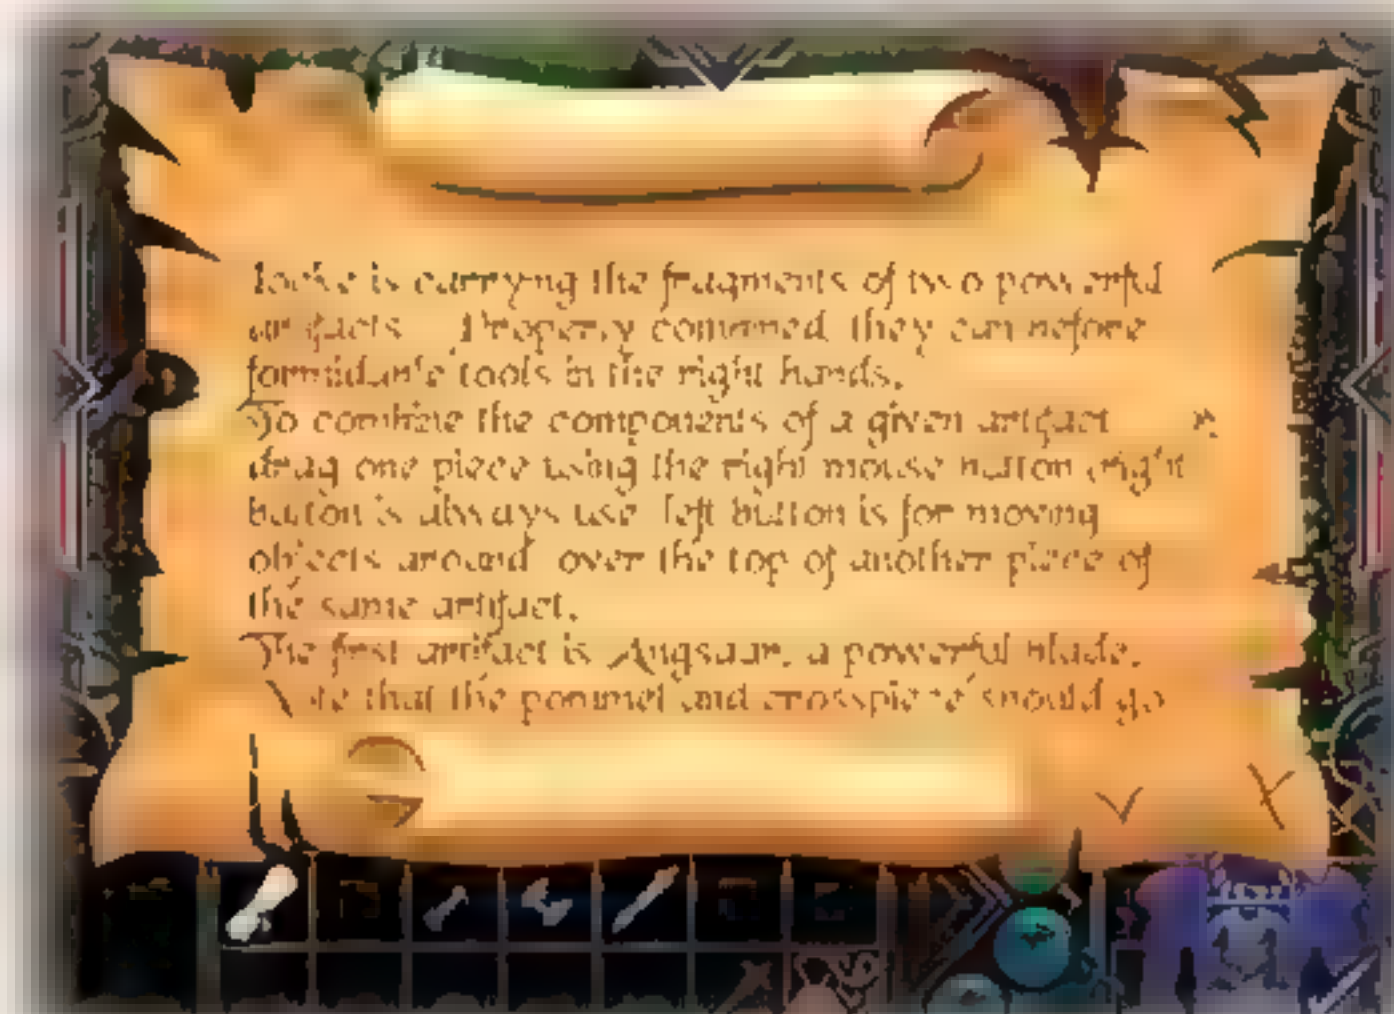 is carrying the fragments of two powerful
artifacts. Properly combined, they can
formidable tools in the right hands.
To combine the components of a given artifact
drag one piece using the right mouse button (right
button is always use, left button is for moving
objects around) over the top of another piece of
the same artifact.
The first artifact is Augsaar, a powerful blade.
Note that the pommel and crosspiece should go